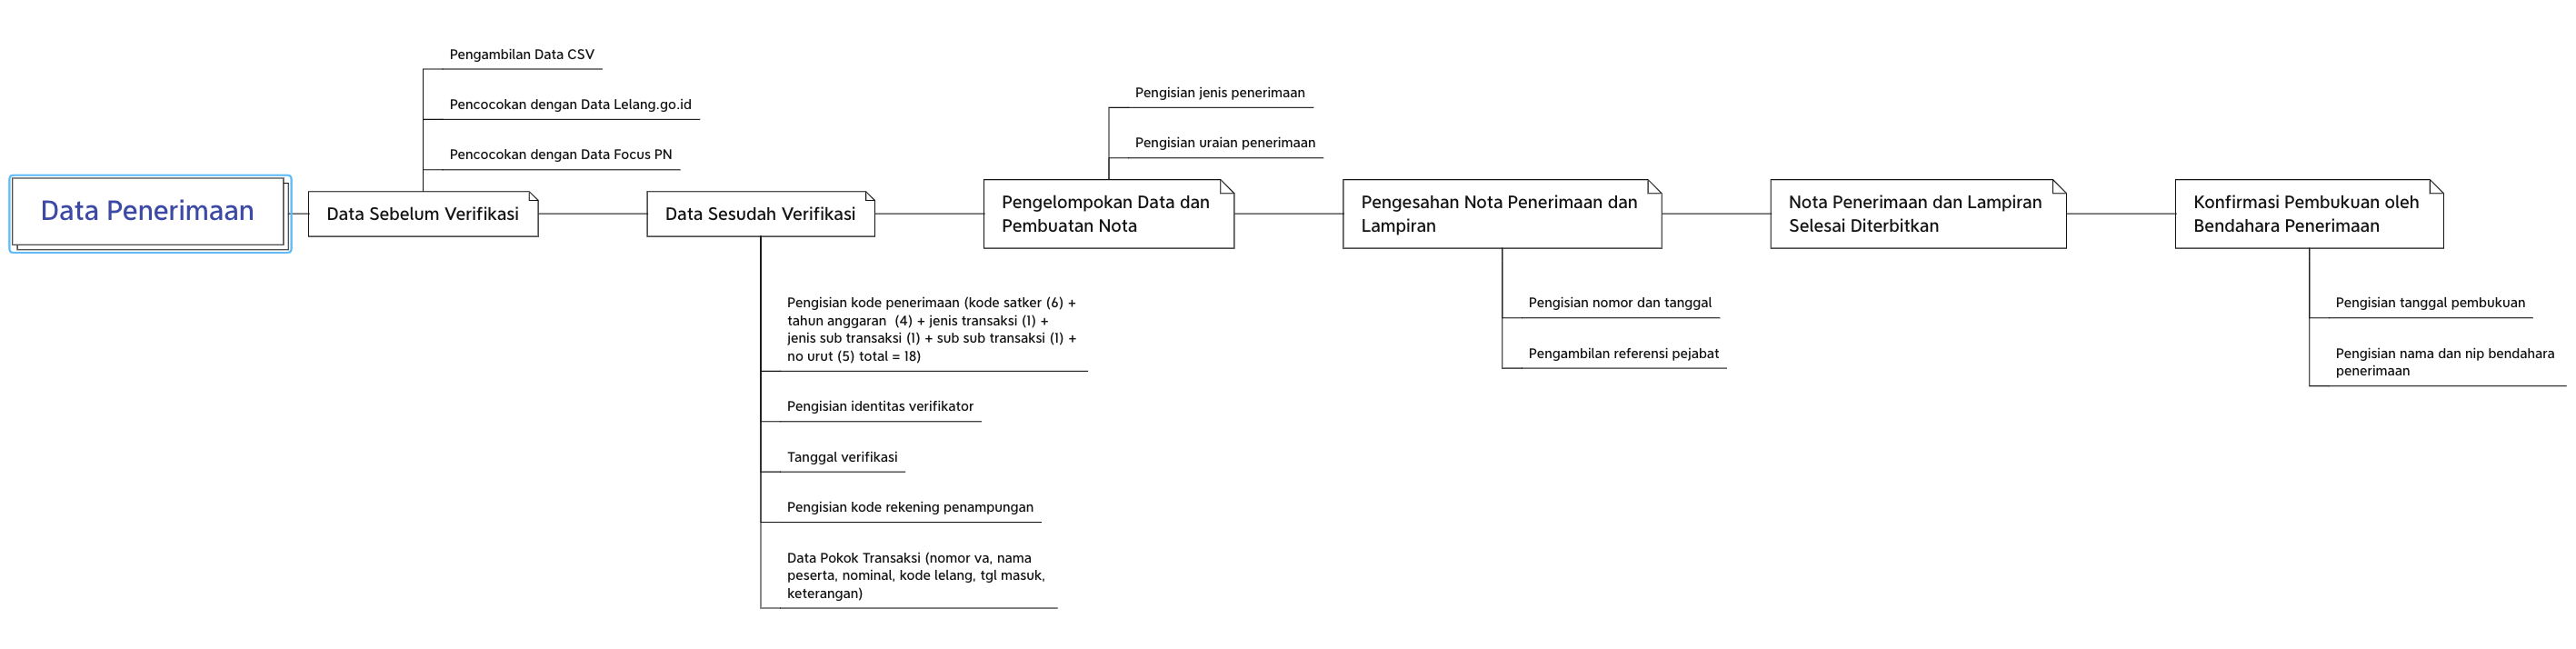 Data Penerimaan
Pengambilan Data CSV
Pencocokan dengan Data Lelang.go.id
Pencocokan dengan Data Focus PN
Data Sebelum Verifikasi
Data Sesudah Verifikasi
Pengisian kode penerimaan (kode satker (6) +
tahun anggaran  (4) + jenis transaksi (1) +
jenis sub transaksi (1) + sub sub transaksi (1) +
no urut (5) total = 18)
Pengisian identitas verifikator
Tanggal verifikasi
Pengisian kode rekening penampungan
Data Pokok Transaksi (nomor va, nama
peserta, nominal, kode lelang, tgl masuk,
keterangan)
Pengisian jenis penerimaan
Pengisian uraian penerimaan
Pengelompokan Data dan
Pembuatan Nota
Pengesahan Nota Penerimaan dan
Lampiran
Pengisian nomor dan tanggal
Pengambilan referensi pejabat
Nota Penerimaan dan Lampiran
Selesai Diterbitkan
Konfirmasi Pembukuan oleh
Bendahara Penerimaan
Pengisian tanggal pembukuan
Pengisian nama dan nip bendahara
penerimaan